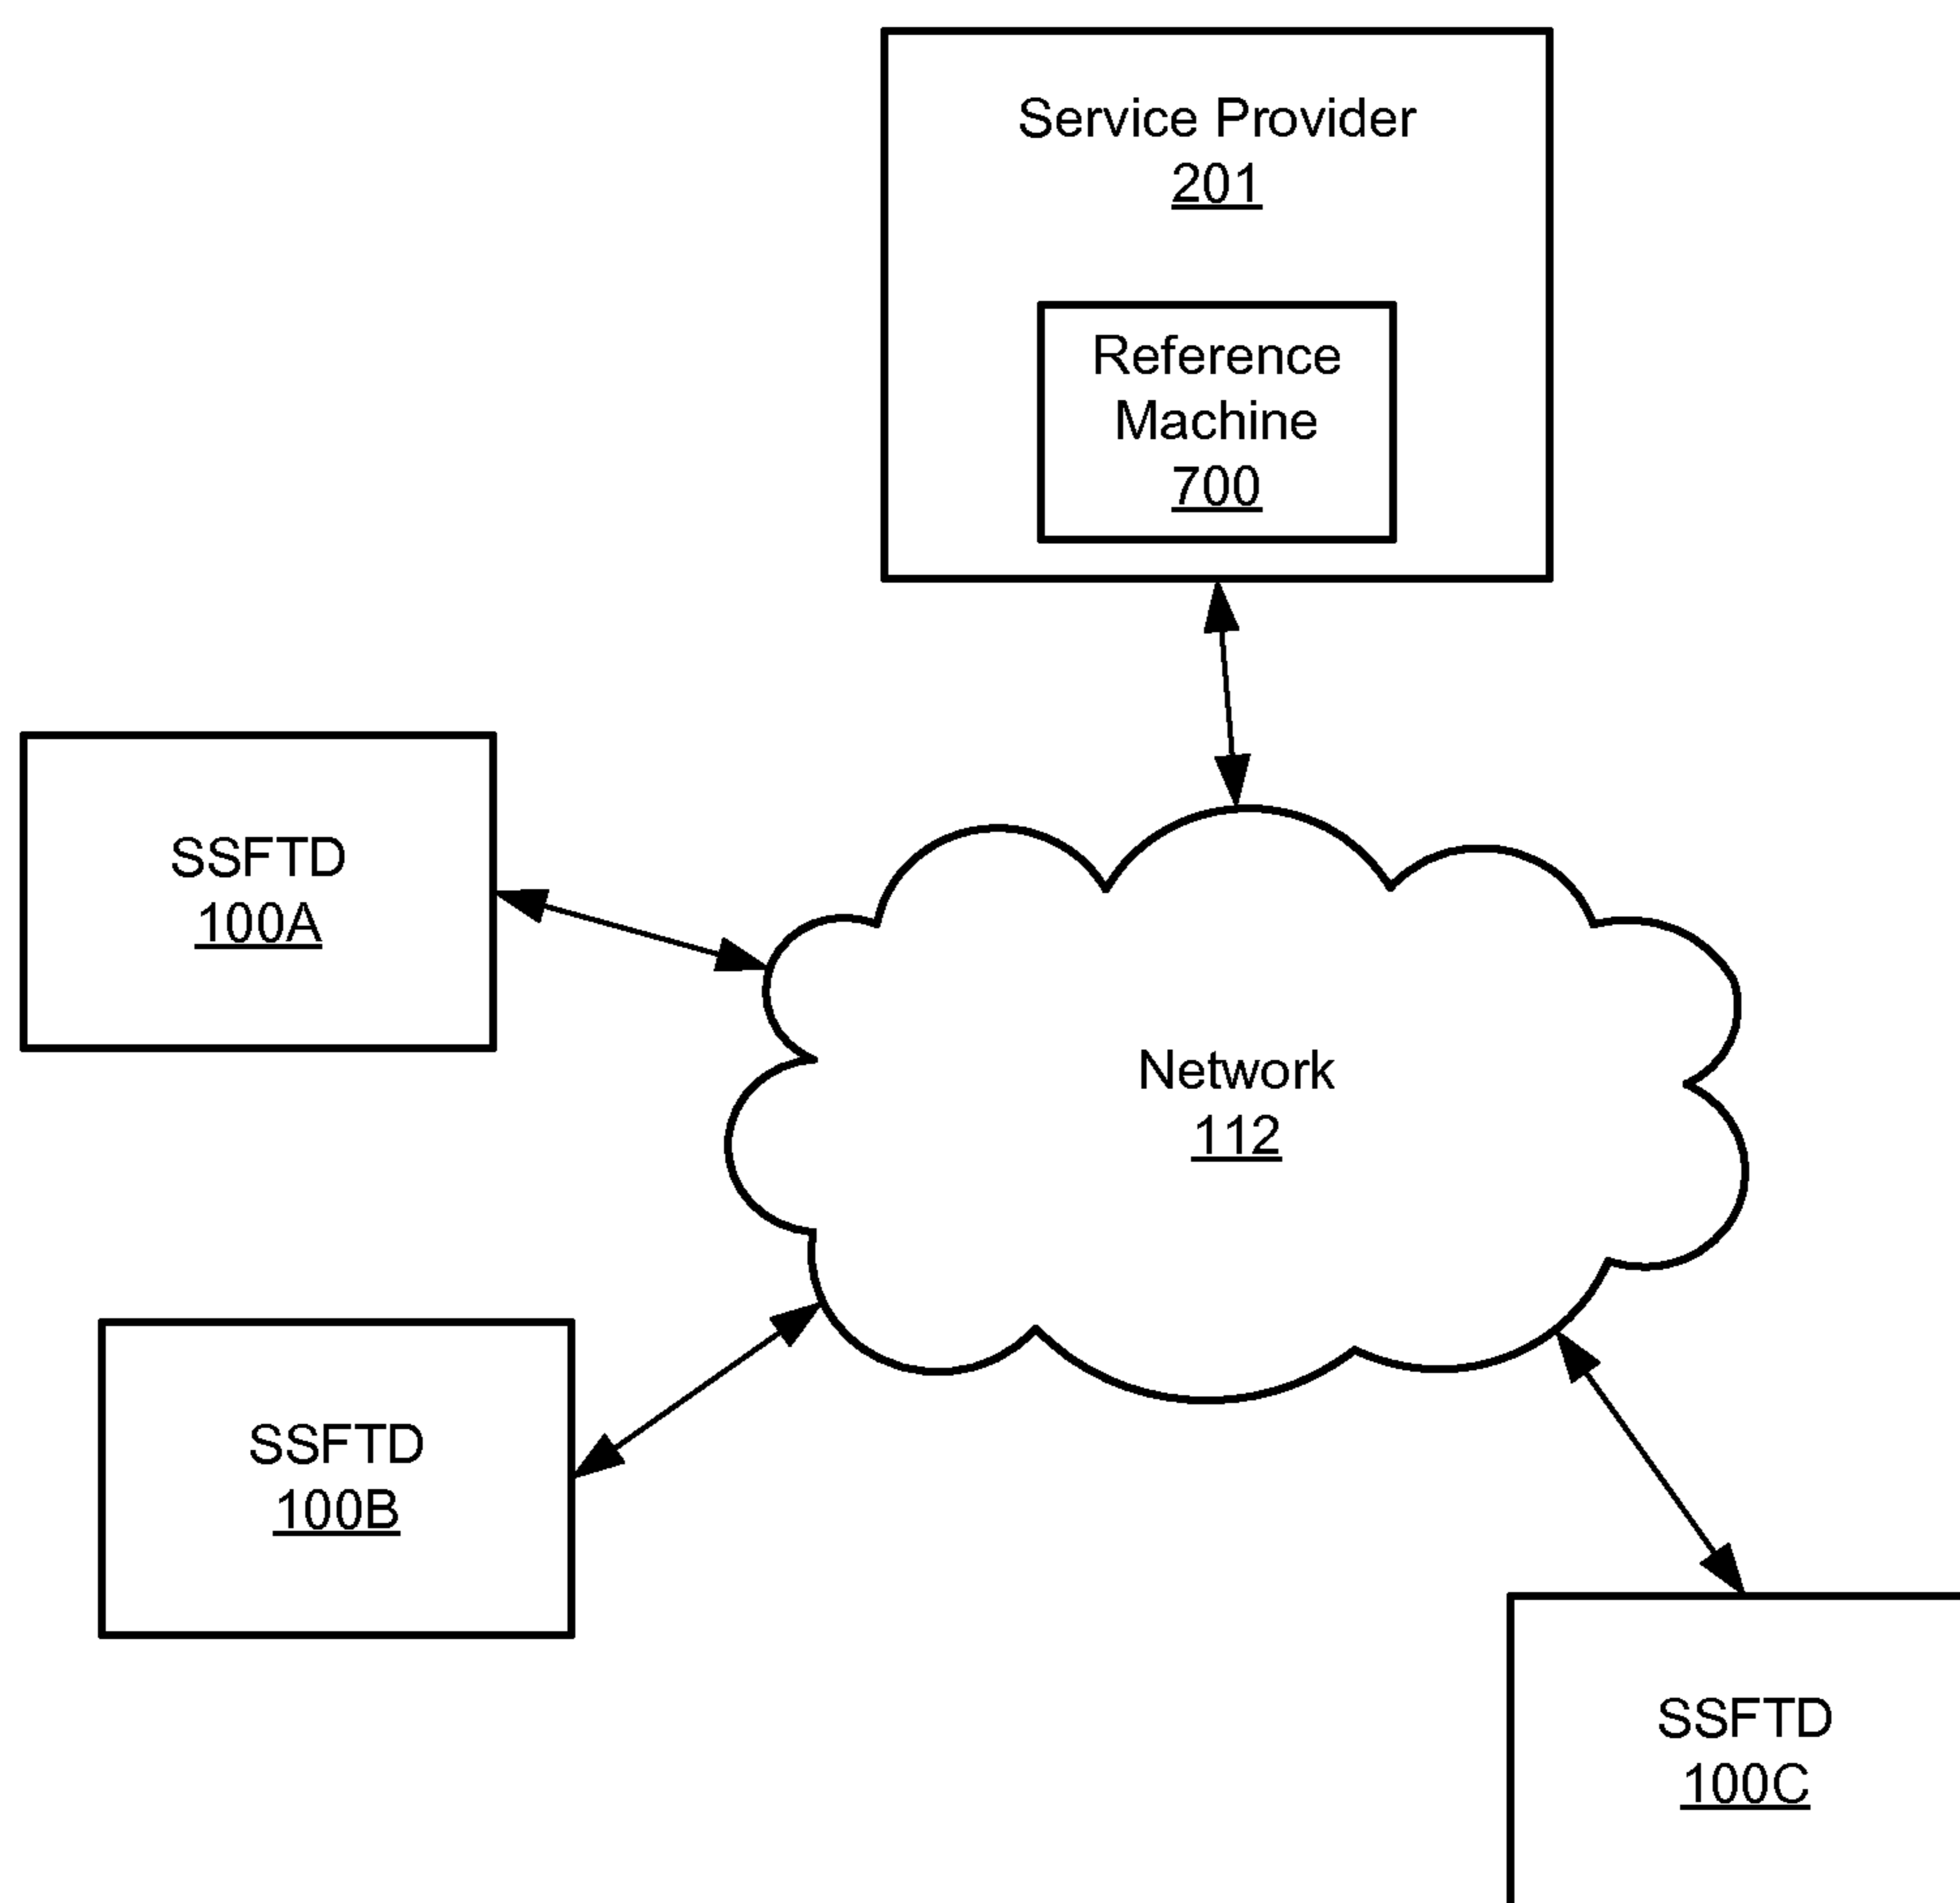 Service Provider
201
Reference
Machine
700
SSFTD
100A
Network
112
SSFTD
100B
SSFTD
100C